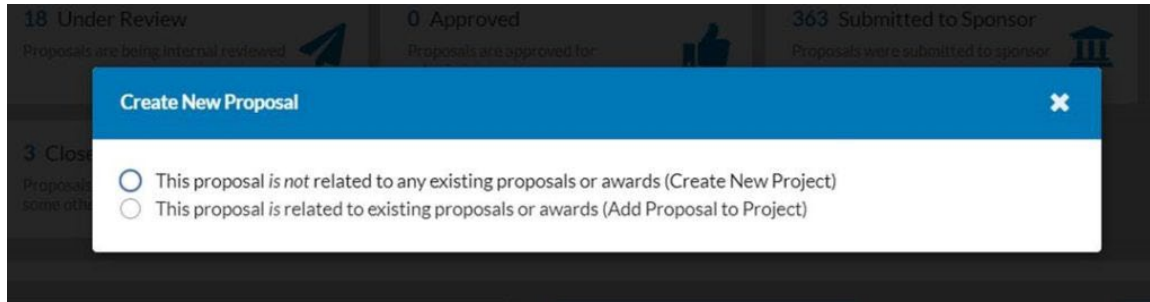 18 Under Review
Proposals are being internal reviewed
0 Approved
Proposals are approved for
363 Submitted to Sponsor
Proposals were submitted to sponsor
Create New Proposal
3 Close
Proposals
some oth
This proposal is not related to any existing proposals or awards (Create New Project)
This proposal is related to existing proposals or awards (Add Proposal to Project)